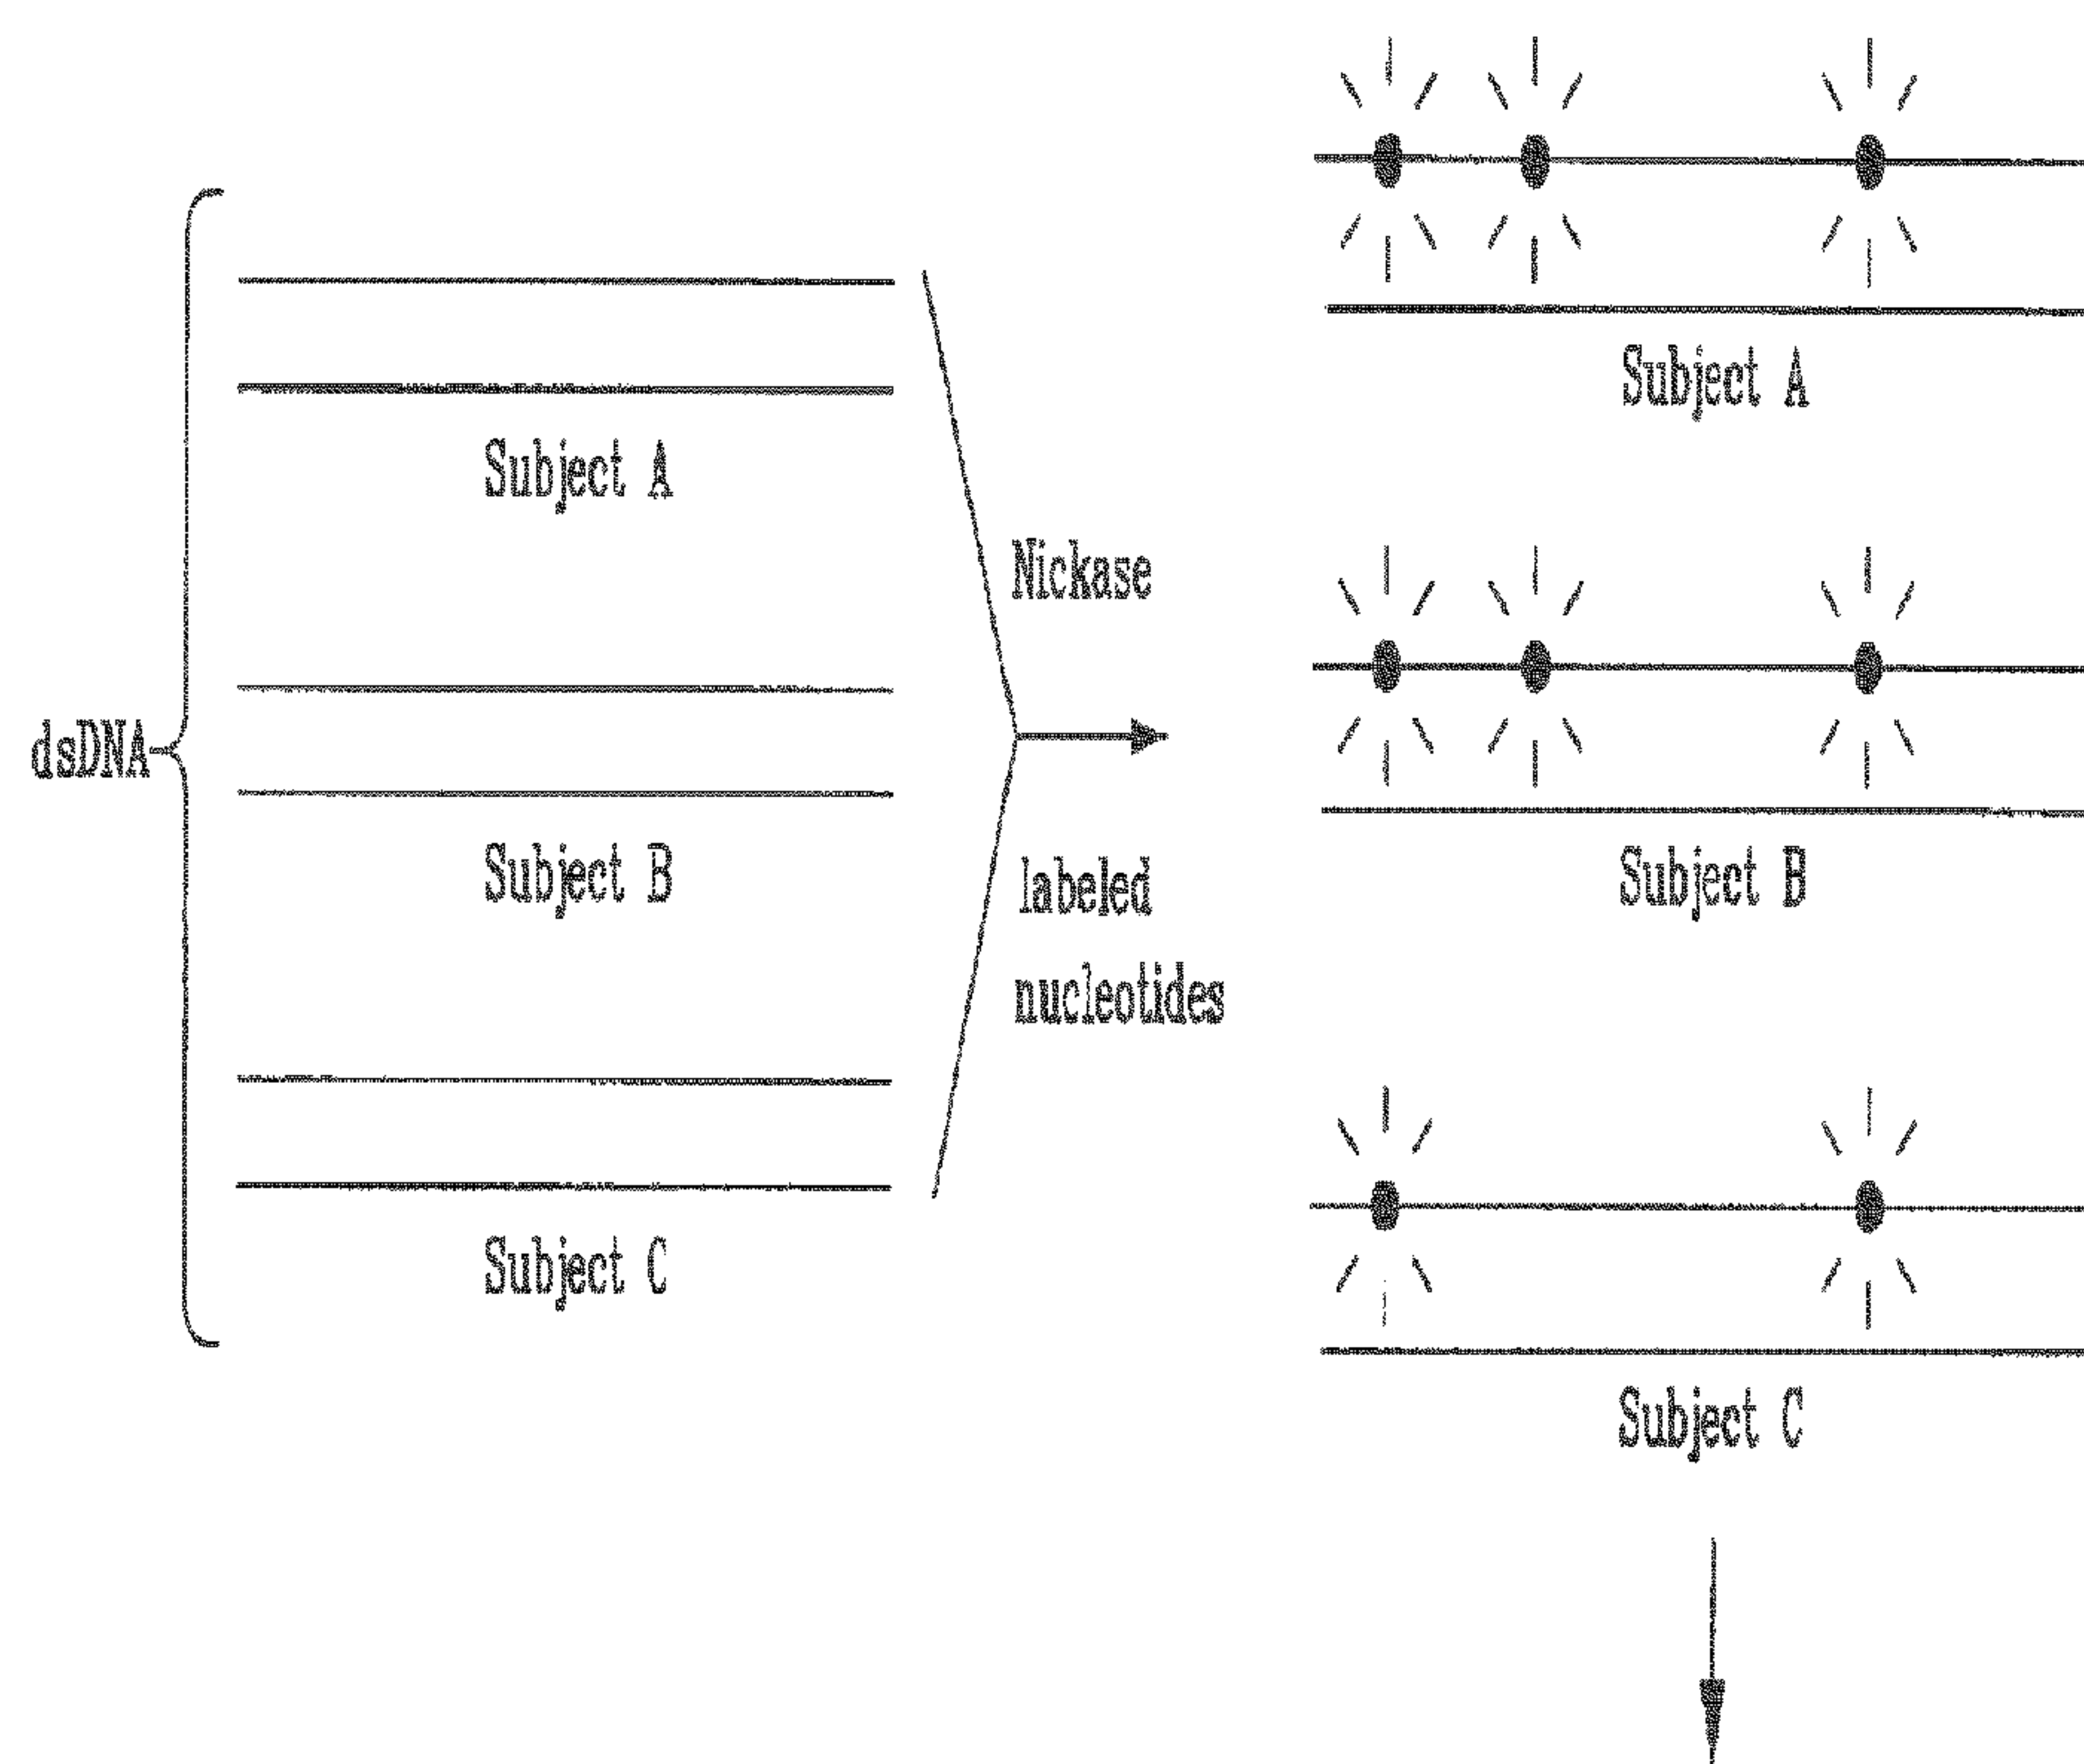 dsDNA
Subject A
Subject B
Subject C
Nickase
labeled
nucleotides
Subject A
Subject B
Subject C